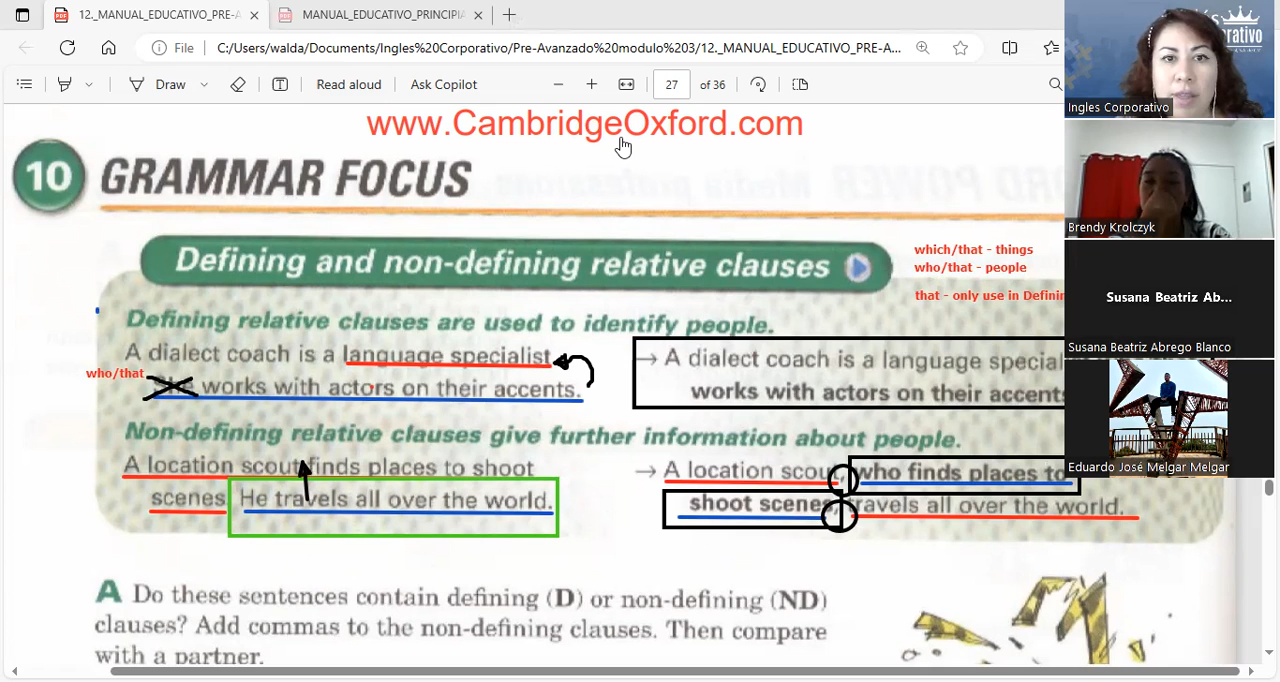 12._MANUAL_EDUCATIVO_PRE-A
MANUAL_EDUCATIVO_PRINCIPIA
File
C:/Users/walda/Documents/Ingles%20Corporativo/Pre-Avanzado%20modulo%203/12._MANUAL_EDUCATIVO_PRE-A...
Draw
Read aloud
Ask Copilot
27 of 36
www.CambridgeOxford.com
10 GRAMMAR FOCUS
Defining and non-defining relative clauses
which/that - things
who/that - people
that - only use in Definin
Defining relative clauses are used to identify people.
A dialect coach is a language specialist
who/that
works with actors on their accents.
→ A dialect coach is a language special
works with actors on their accents
Non-defining relative clauses give further information about people.
A location scout finds places to shoot
scenes. He travels all over the world.
→ A location scout, who finds places to
shoot scenes, travels all over the world.
A Do these sentences contain defining (D) or non-defining (ND)
clauses? Add commas to the non-defining clauses. Then compare
with a partner.
orativo
Ingles Corporativo
Brendy Krolczyk
Susana Beatriz Ab...
Susana Beatriz Abrego Blanco
Eduardo José Melgar Melgar